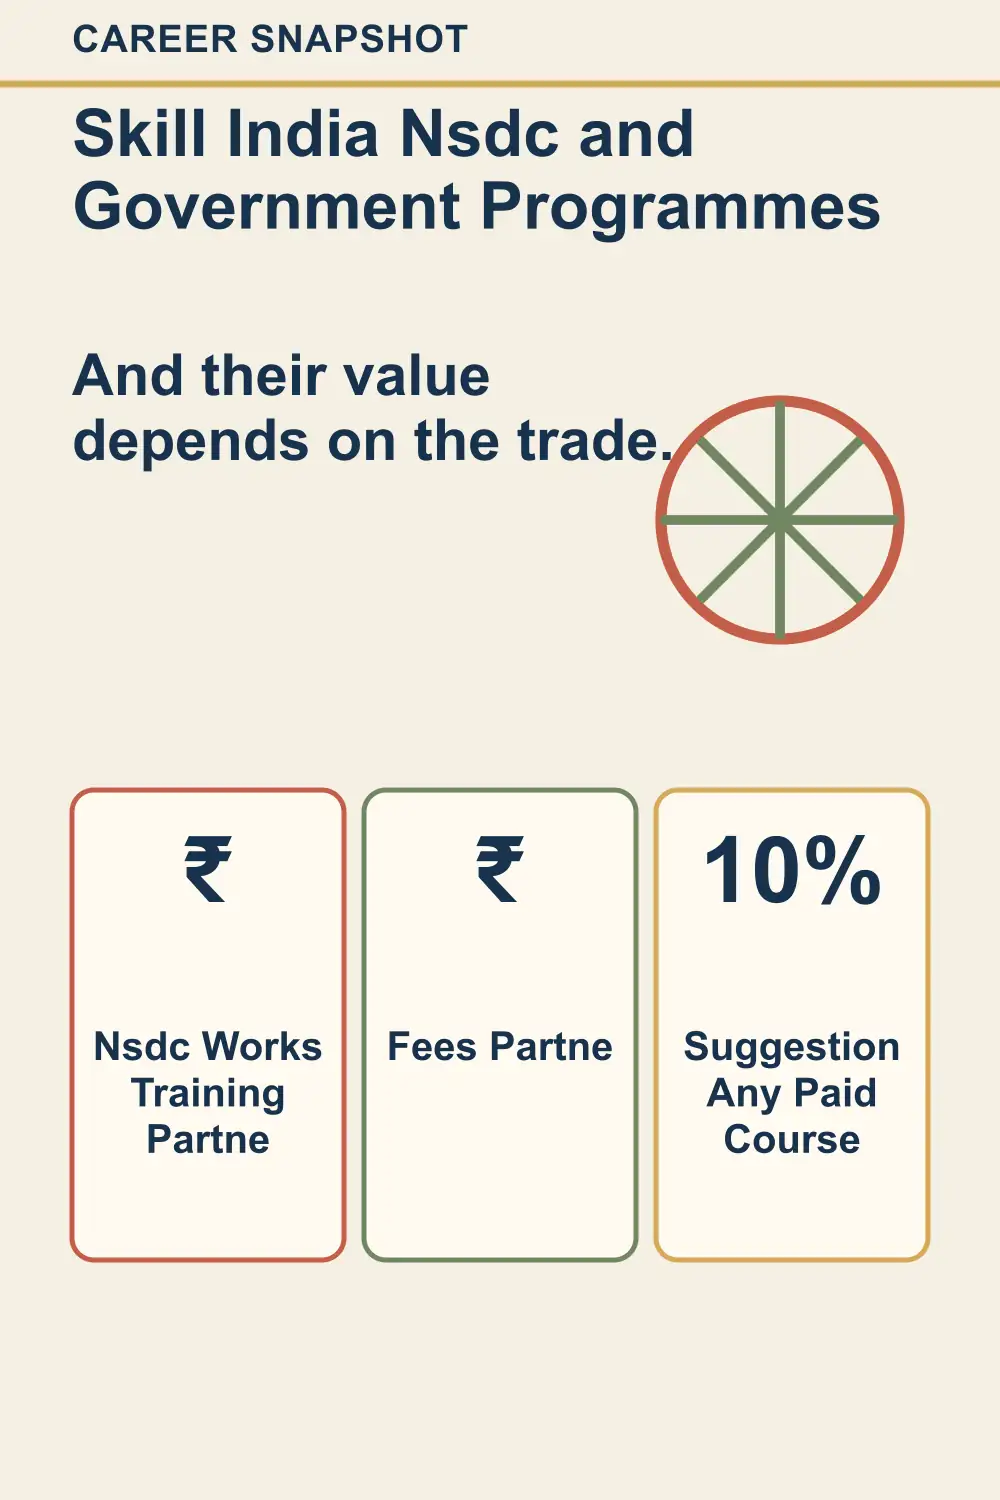 CAREER SNAPSHOT
Skill India Nsdc and
Government Programmes
And their value
depends on the trade.
₹
Nsdc Works
Training
Partne
₹
Fees Partne
10%
Suggestion
Any Paid
Course